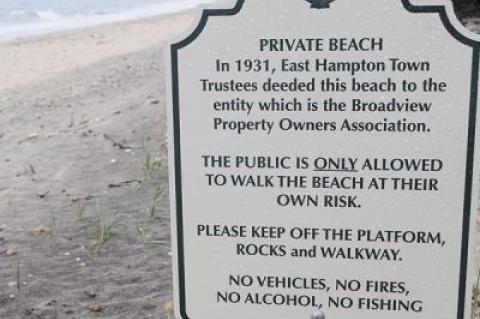 PRIVATE BEACH
In 1931, East Hampton Town
Trustees deeded this beach to the
entity which is the Broadview
Property Owners Association.
THE PUBLIC IS ONLY ALLOWED
TO WALK THE BEACH AT THEIR
OWN RISK.
PLEASE KEEP OFF THE PLATFORM,
ROCKS and WALKWAY.
NO VEHICLES, NO FIRES,
NO ALCOHOL, NO FISHING